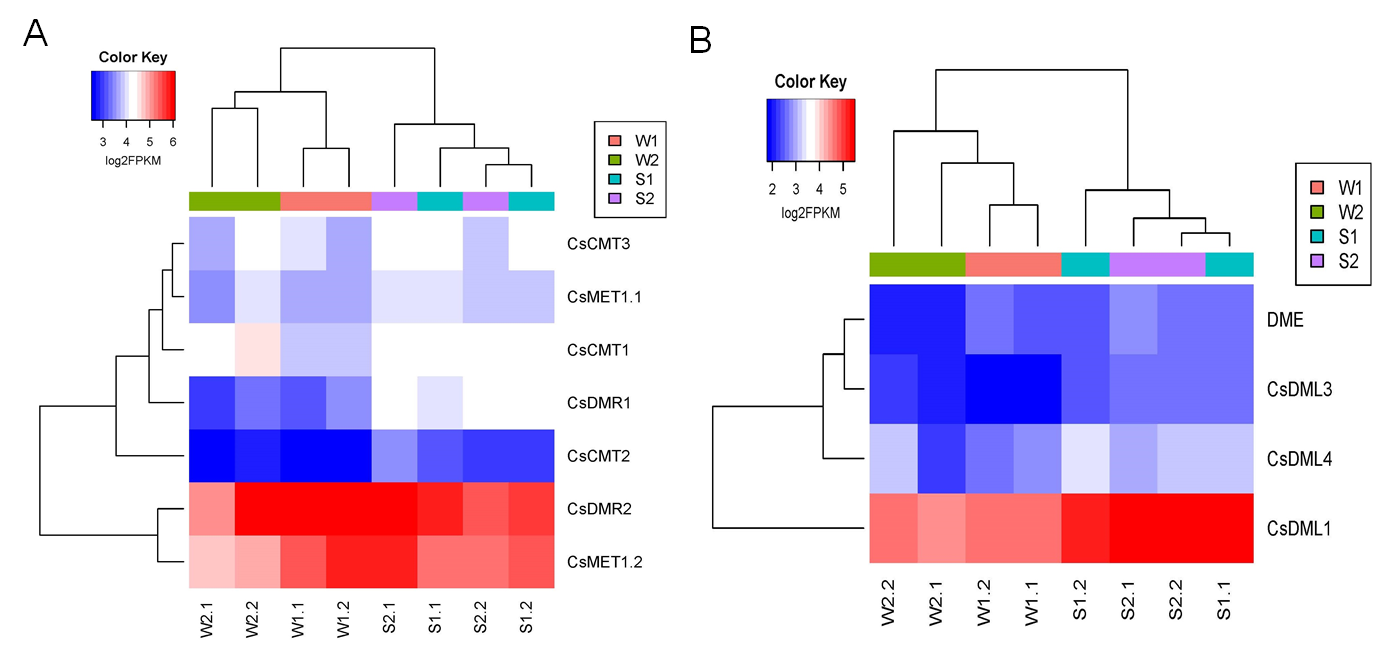 A
Color Key
3 4 5 6
log2FPKM
W1
W2
S1
S2
CsCMT3
CsMET1.1
CsCMT1
CsDMR1
CsCMT2
CsDMR2
CsMET1.2
W2.1 W2.2 W1.1 W1.2 S2.1 S1.1 S2.2 S1.2
B
Color Key
2 3 4 5
log2FPKM
W1
W2
S1
S2
DME
CsDML3
CsDML4
CsDML1
W2.2 W2.1 W1.2 W1.1 S1.2 S2.1 S2.2 S1.1